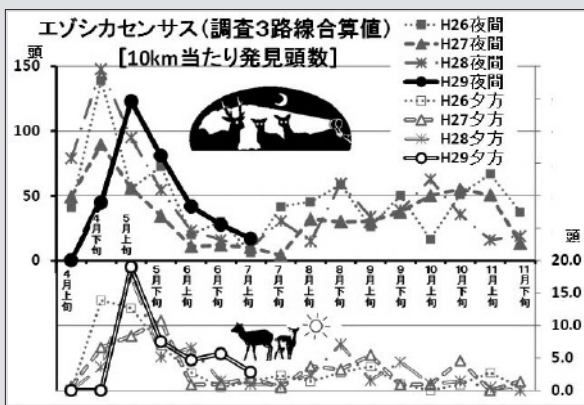 エゾシカセンサス(調査3路線合算値)
[10km当たり発見頭数]
頭
150
100
50
0
H26夜間
H27夜間
H28夜間
H29夜間
H26夕方
H27夕方
H28夕方
H29夕方
4月上旬
4月下旬
5月上旬
5月下旬
6月上旬
6月下旬
7月上旬
7月下旬
8月上旬
8月下旬
9月上旬
9月下旬
10月上旬
10月下旬
11月上旬
11月下旬
頭
20.0
15.0
10.0
5.0
0.0